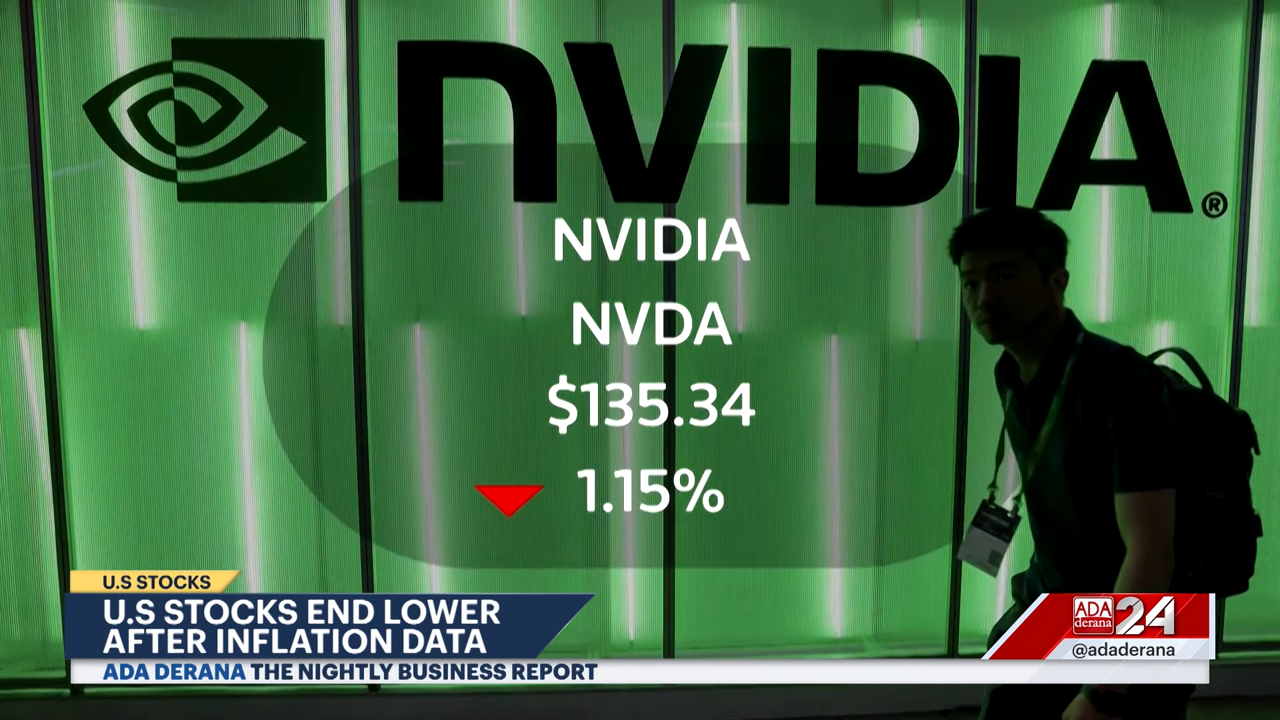 NVIDIA®
NVIDIA
NVDA
$135.34
1.15%
U.S STOCKS
U.S STOCKS END LOWER
AFTER INFLATION DATA
ADA DERANA THE NIGHTLY BUSINESS REPORT
ADA
derana
24
@adaderana